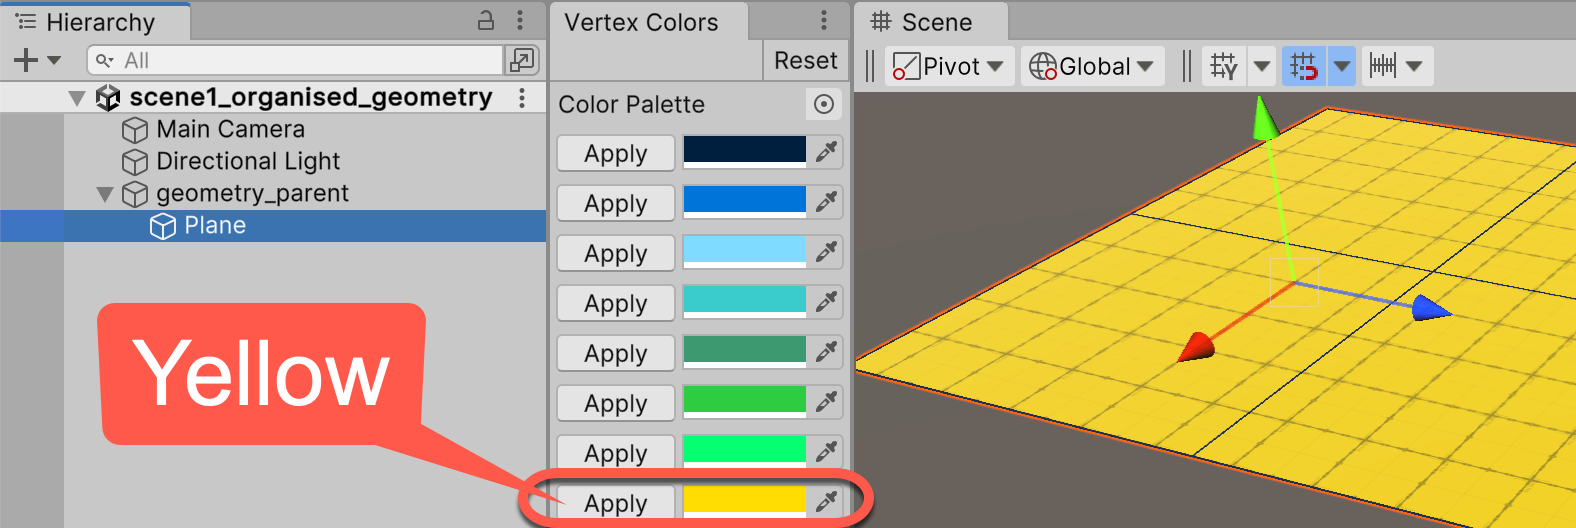 Hierarchy
All
scene1_organised_geometry
Main Camera
Directional Light
geometry_parent
Plane
Yellow
Vertex Colors
Reset
Color Palette
Apply
Apply
Apply
Apply
Apply
Apply
Apply
Apply
Scene
Pivot
Global
Y